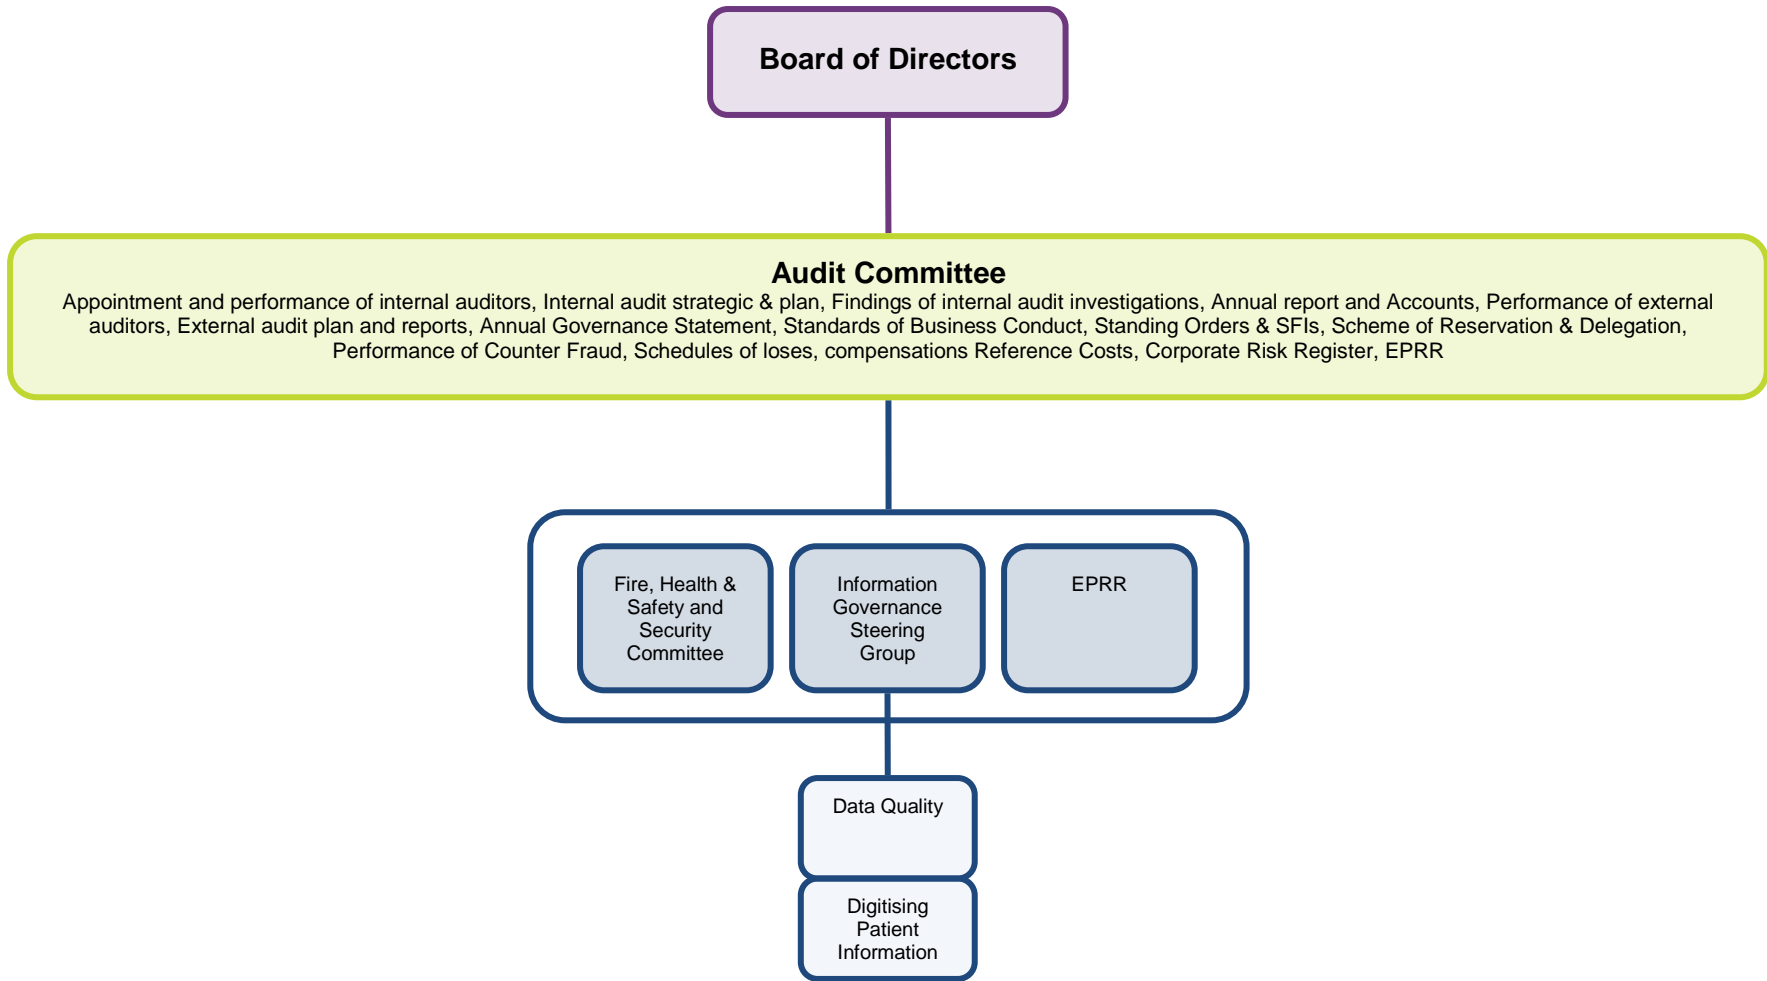 Board of Directors
Audit Committee
Appointment and performance of internal auditors, Internal audit strategic & plan, Findings of internal audit investigations, Annual report and Accounts, Performance of external
auditors, External audit plan and reports, Annual Governance Statement, Standards of Business Conduct, Standing Orders & SFIs, Scheme of Reservation & Delegation,
Performance of Counter Fraud, Schedules of loses, compensations Reference Costs, Corporate Risk Register, EPRR
Fire, Health &
Safety and
Security
Committee
Information
Governance
Steering
Group
EPRR
Data Quality
Digitising
Patient
Information